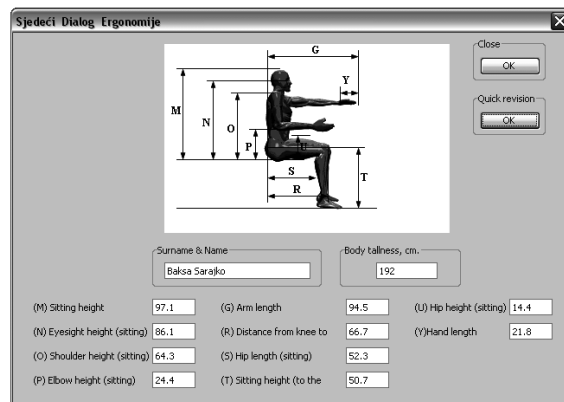 Sjedeći Dialog Ergonomije
G
Y
M
N
O
P
U
S
R
T
Close
OK
Quick revision
OK
Surname & Name
Baksa Sarajko
Body tallness, cm.
192
(M) Sitting height 97.1
(G) Arm length 94.5
(U) Hip height (sitting) 14.4
(N) Eyesight height (sitting) 86.1
(R) Distance from knee to 66.7
(Y)Hand length 21.8
(O) Shoulder height (sitting) 64.3
(S) Hip length (sitting) 52.3
(P) Elbow height (sitting) 24.4
(T) Sitting height (to the 50.7